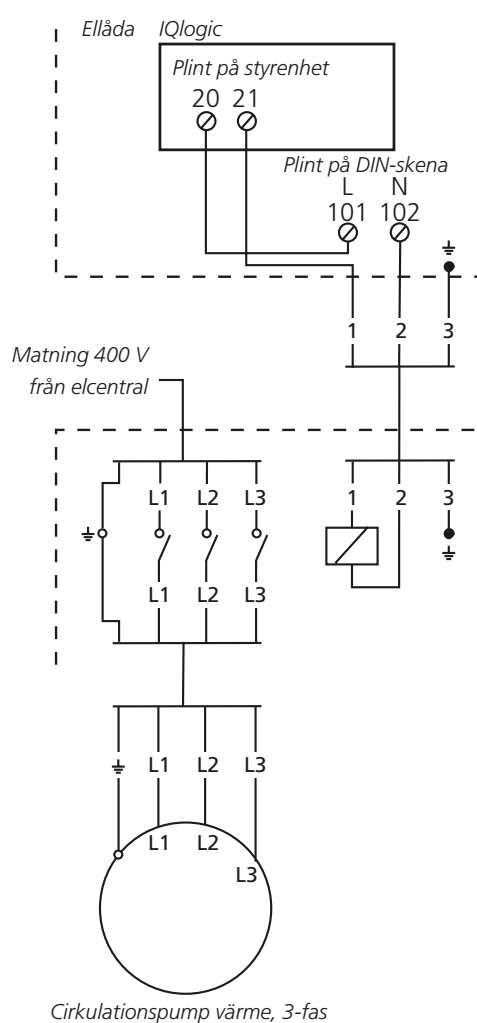 Ellåda IQlogic
Plint på styrenhet
20 21
Plint på DIN-skena
L N
101 102
1 2 3
Matning 400 V
från elcentral
L1 L2 L3 1 2 3
L1 L2 L3
L1 L2 L3
L1 L2
L3
Cirkulationspump värme, 3-fas